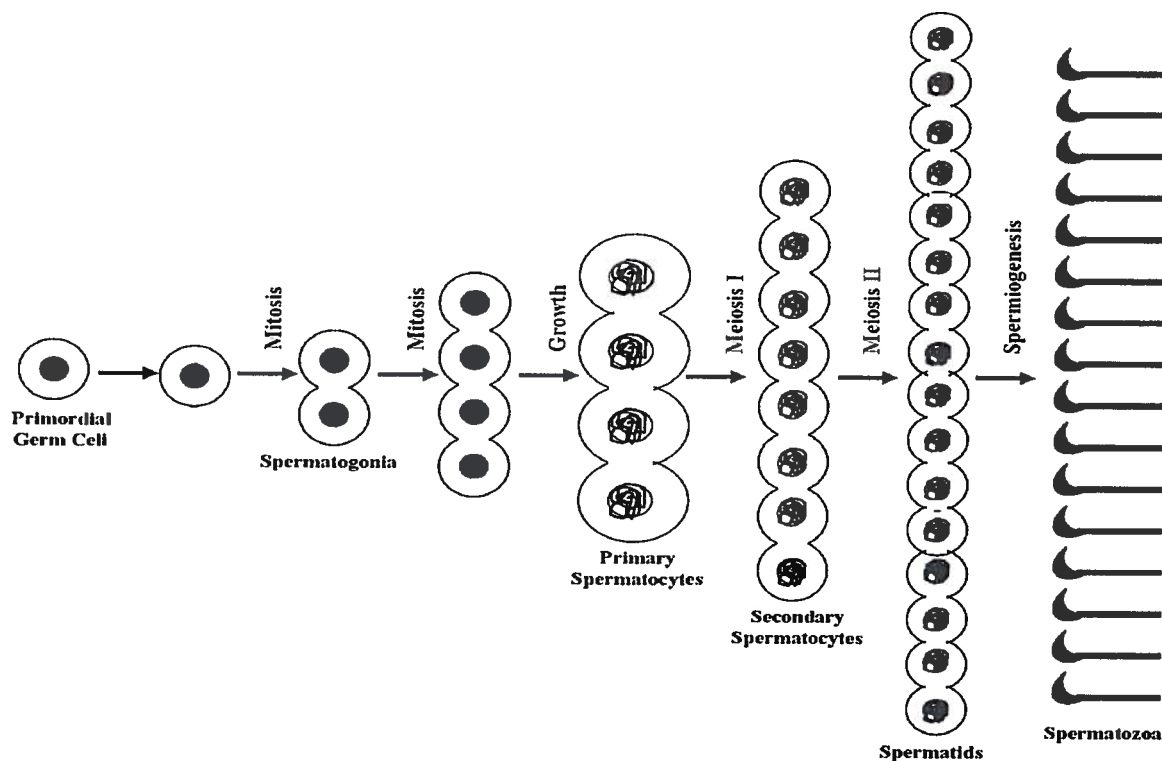 Primordial
Germ Cell
Mitosis
Spermatogonia
Mitosis
Growth
Primary
Spermatocytes
Meiosis I
Secondary
Spermatocytes
Meiosis II
Spermatids
Spermiogenesis
Spermatozoa